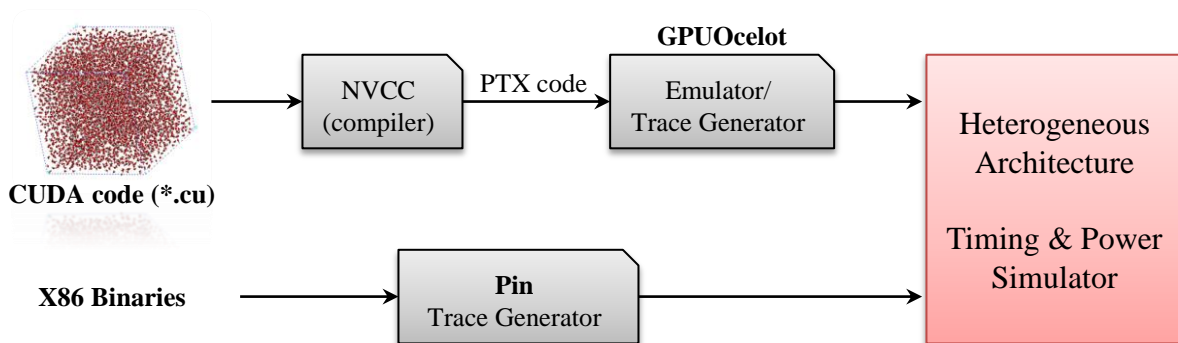 GPUOcelot
NVCC
(compiler)
PTX code
Emulator/
Trace Generator
Heterogeneous
Architecture
Timing & Power
Simulator
CUDA code (*.cu)
X86 Binaries
Pin
Trace Generator